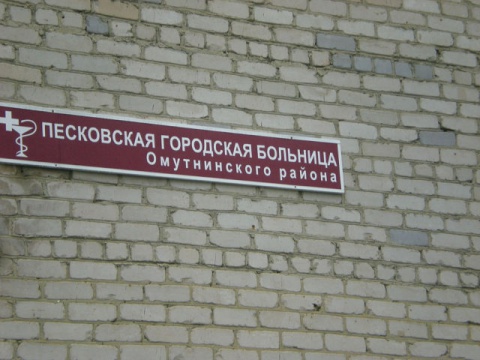 ПЕСКОВСКАЯ ГОРОДСКАЯ БОЛЬНИЦА
Омутнинского района